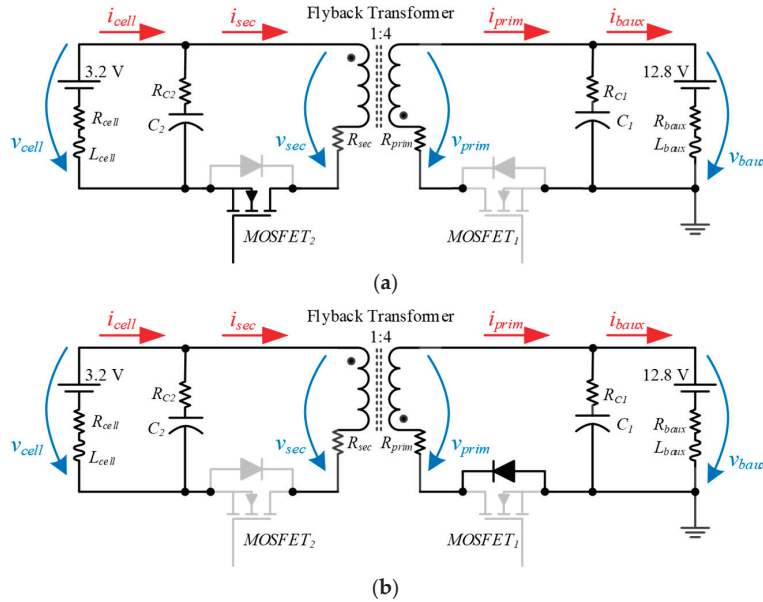 i_cell i_sec Flyback Transformer i_prim i_baux
1:4
3.2 V 12.8 V
R_C2 R_C1
R_cell C_2 C_1 R_baux
v_cell L_cell v_sec R_sec R_prim v_prim L_baux v_baux
MOSFET_2 MOSFET_1
(a)
i_cell i_sec Flyback Transformer i_prim i_baux
1:4
3.2 V 12.8 V
R_C2 R_C1
R_cell C_2 C_1 R_baux
v_cell L_cell v_sec R_sec R_prim v_prim L_baux v_baux
MOSFET_2 MOSFET_1
(b)